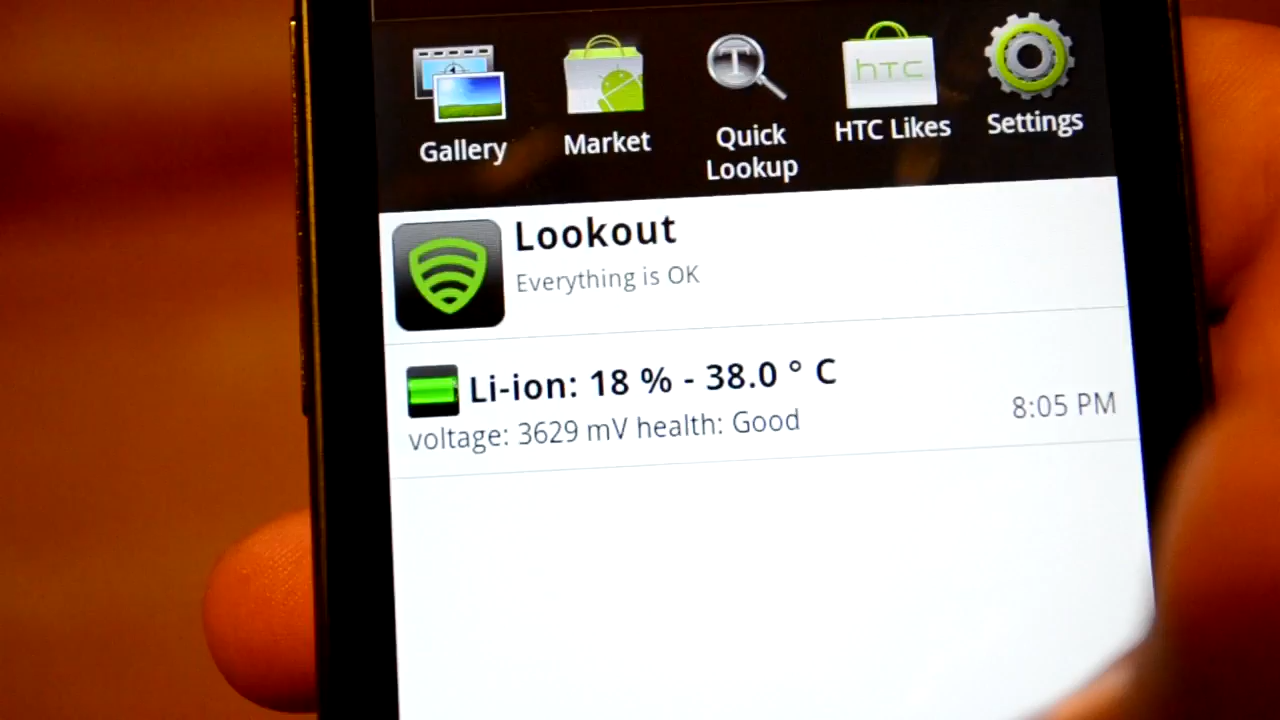 Gallery
Market
Quick
Lookup
HTC Likes
Settings
T
hTC
Lookout
Everything is OK
Li-ion: 18 % - 38.0 ° C
voltage: 3629 mV health: Good
8:05 PM